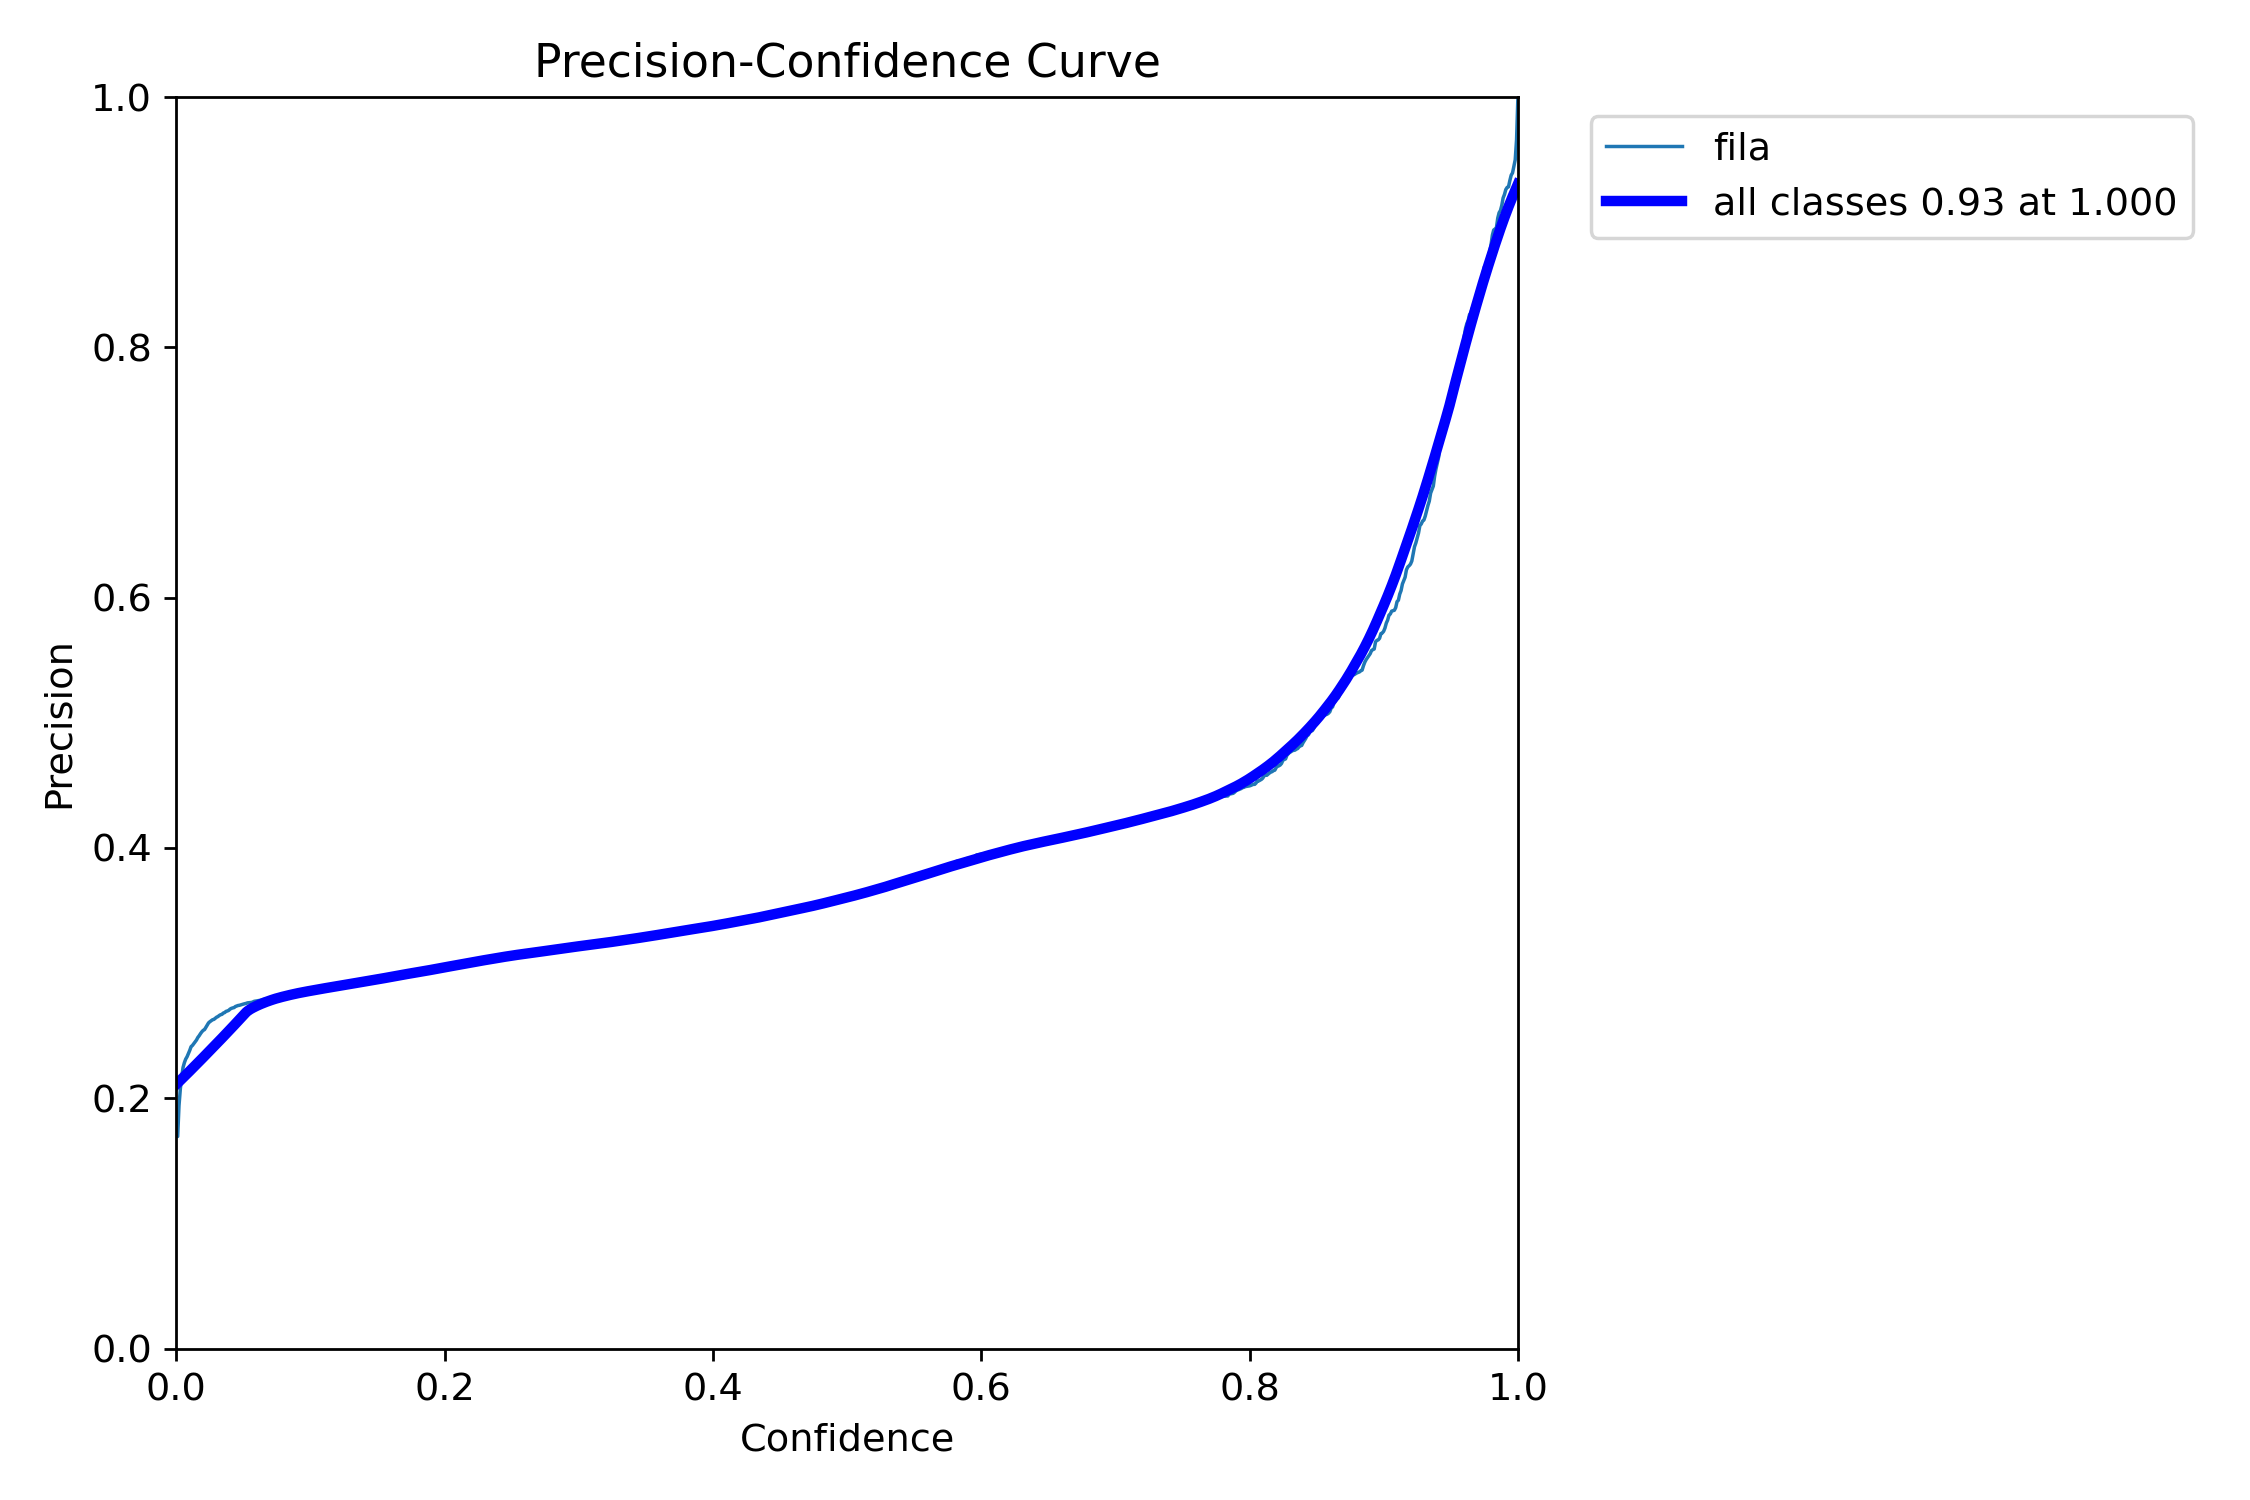 Precision-Confidence Curve
1.0
0.8
0.6
0.4
0.2
0.0
Precision
0.0 0.2 0.4 0.6 0.8 1.0
Confidence
fila
all classes 0.93 at 1.000